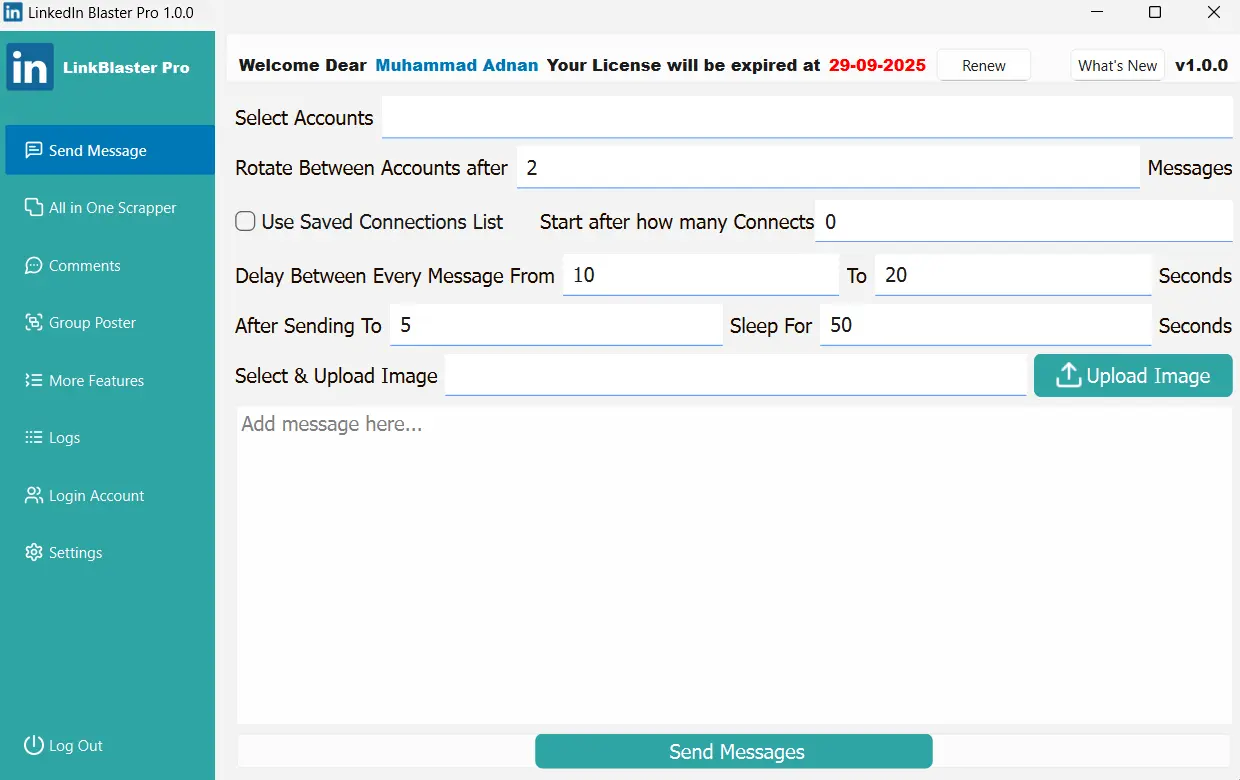 LinkedIn Blaster Pro 1.0.0
in LinkBlaster Pro
Welcome Dear Muhammad Adnan Your License will be expired at 29-09-2025 Renew What's New v1.0.0
Send Message
All in One Scrapper
Comments
Group Poster
More Features
Logs
Login Account
Settings
Log Out
Select Accounts
Rotate Between Accounts after 2 Messages
Use Saved Connections List Start after how many Connects 0
Delay Between Every Message From 10 To 20 Seconds
After Sending To 5 Sleep For 50 Seconds
Select & Upload Image Upload Image
Add message here...
Send Messages